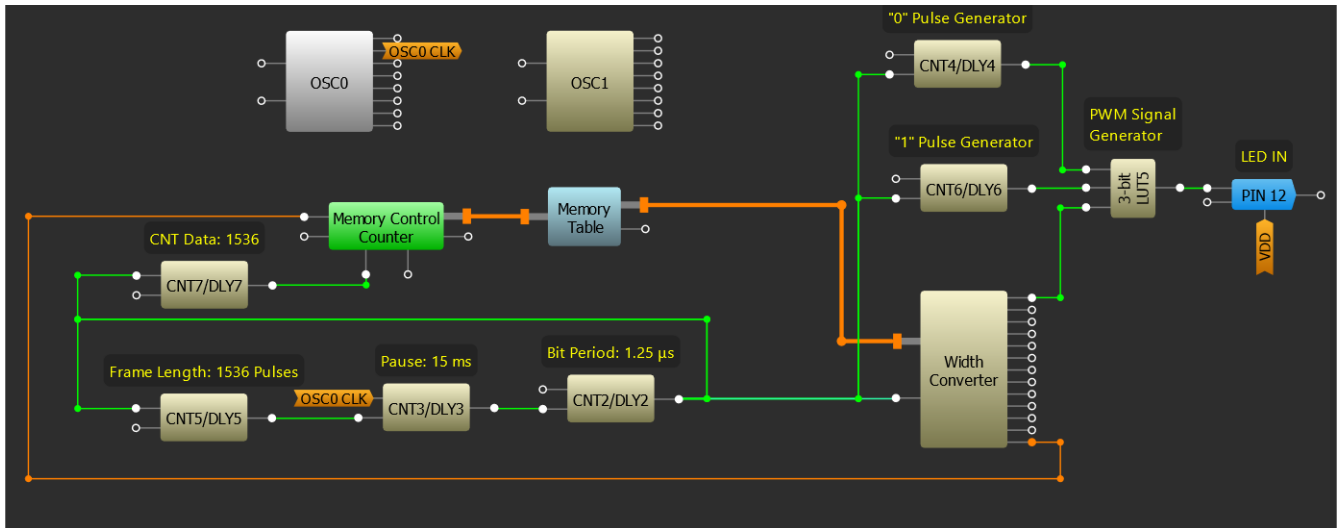 "0" Pulse Generator
OSC0
OSC0 CLK
OSC1
CNT4/DLY4
"1" Pulse Generator
PWM Signal
Generator
CNT6/DLY6
3-bit
LUT5
LED IN
PIN 12
VDD
Memory Control
Counter
Memory
Table
CNT Data: 1536
CNT7/DLY7
Frame Length: 1536 Pulses
CNT5/DLY5
Pause: 15 ms
OSC0 CLK
CNT3/DLY3
Bit Period: 1.25 µs
CNT2/DLY2
Width
Converter